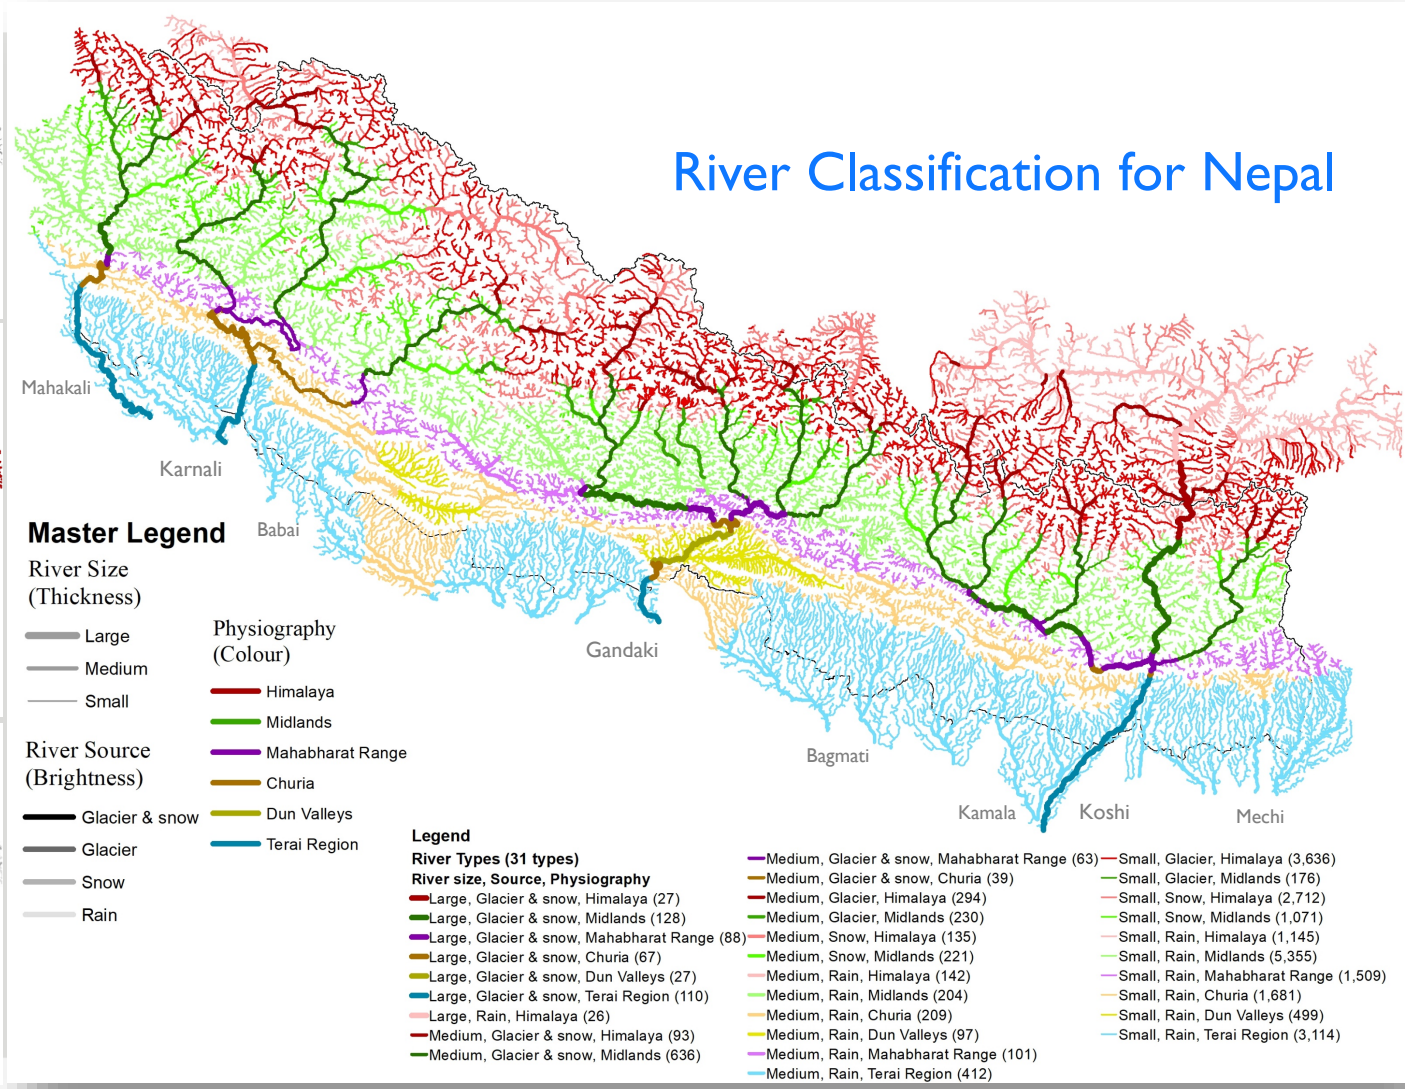 River Classification for Nepal
Mahakali
Karnali
Babai
Gandaki
Bagmati
Kamala
Koshi
Mechi
Master Legend
River Size
(Thickness)
Large
Medium
Small
River Source
(Brightness)
Glacier & snow
Glacier
Snow
Rain
Physiography
(Colour)
Himalaya
Midlands
Mahabharat Range
Churia
Dun Valleys
Terai Region
Legend
River Types (31 types)
River size, Source, Physiography
Large, Glacier & snow, Himalaya (27)
Large, Glacier & snow, Midlands (128)
Large, Glacier & snow, Mahabharat Range (88)
Large, Glacier & snow, Churia (67)
Large, Glacier & snow, Dun Valleys (27)
Large, Glacier & snow, Terai Region (110)
Large, Rain, Himalaya (26)
Medium, Glacier & snow, Himalaya (93)
Medium, Glacier & snow, Midlands (636)
Medium, Glacier & snow, Mahabharat Range (63)
Medium, Glacier & snow, Churia (39)
Medium, Glacier, Himalaya (294)
Medium, Glacier, Midlands (230)
Medium, Snow, Himalaya (135)
Medium, Snow, Midlands (221)
Medium, Rain, Himalaya (142)
Medium, Rain, Midlands (204)
Medium, Rain, Churia (209)
Medium, Rain, Dun Valleys (97)
Medium, Rain, Mahabharat Range (101)
Medium, Rain, Terai Region (412)
Small, Glacier, Himalaya (3,636)
Small, Glacier, Midlands (176)
Small, Snow, Himalaya (2,712)
Small, Snow, Midlands (1,071)
Small, Rain, Himalaya (1,145)
Small, Rain, Midlands (5,355)
Small, Rain, Mahabharat Range (1,509)
Small, Rain, Churia (1,681)
Small, Rain, Dun Valleys (499)
Small, Rain, Terai Region (3,114)